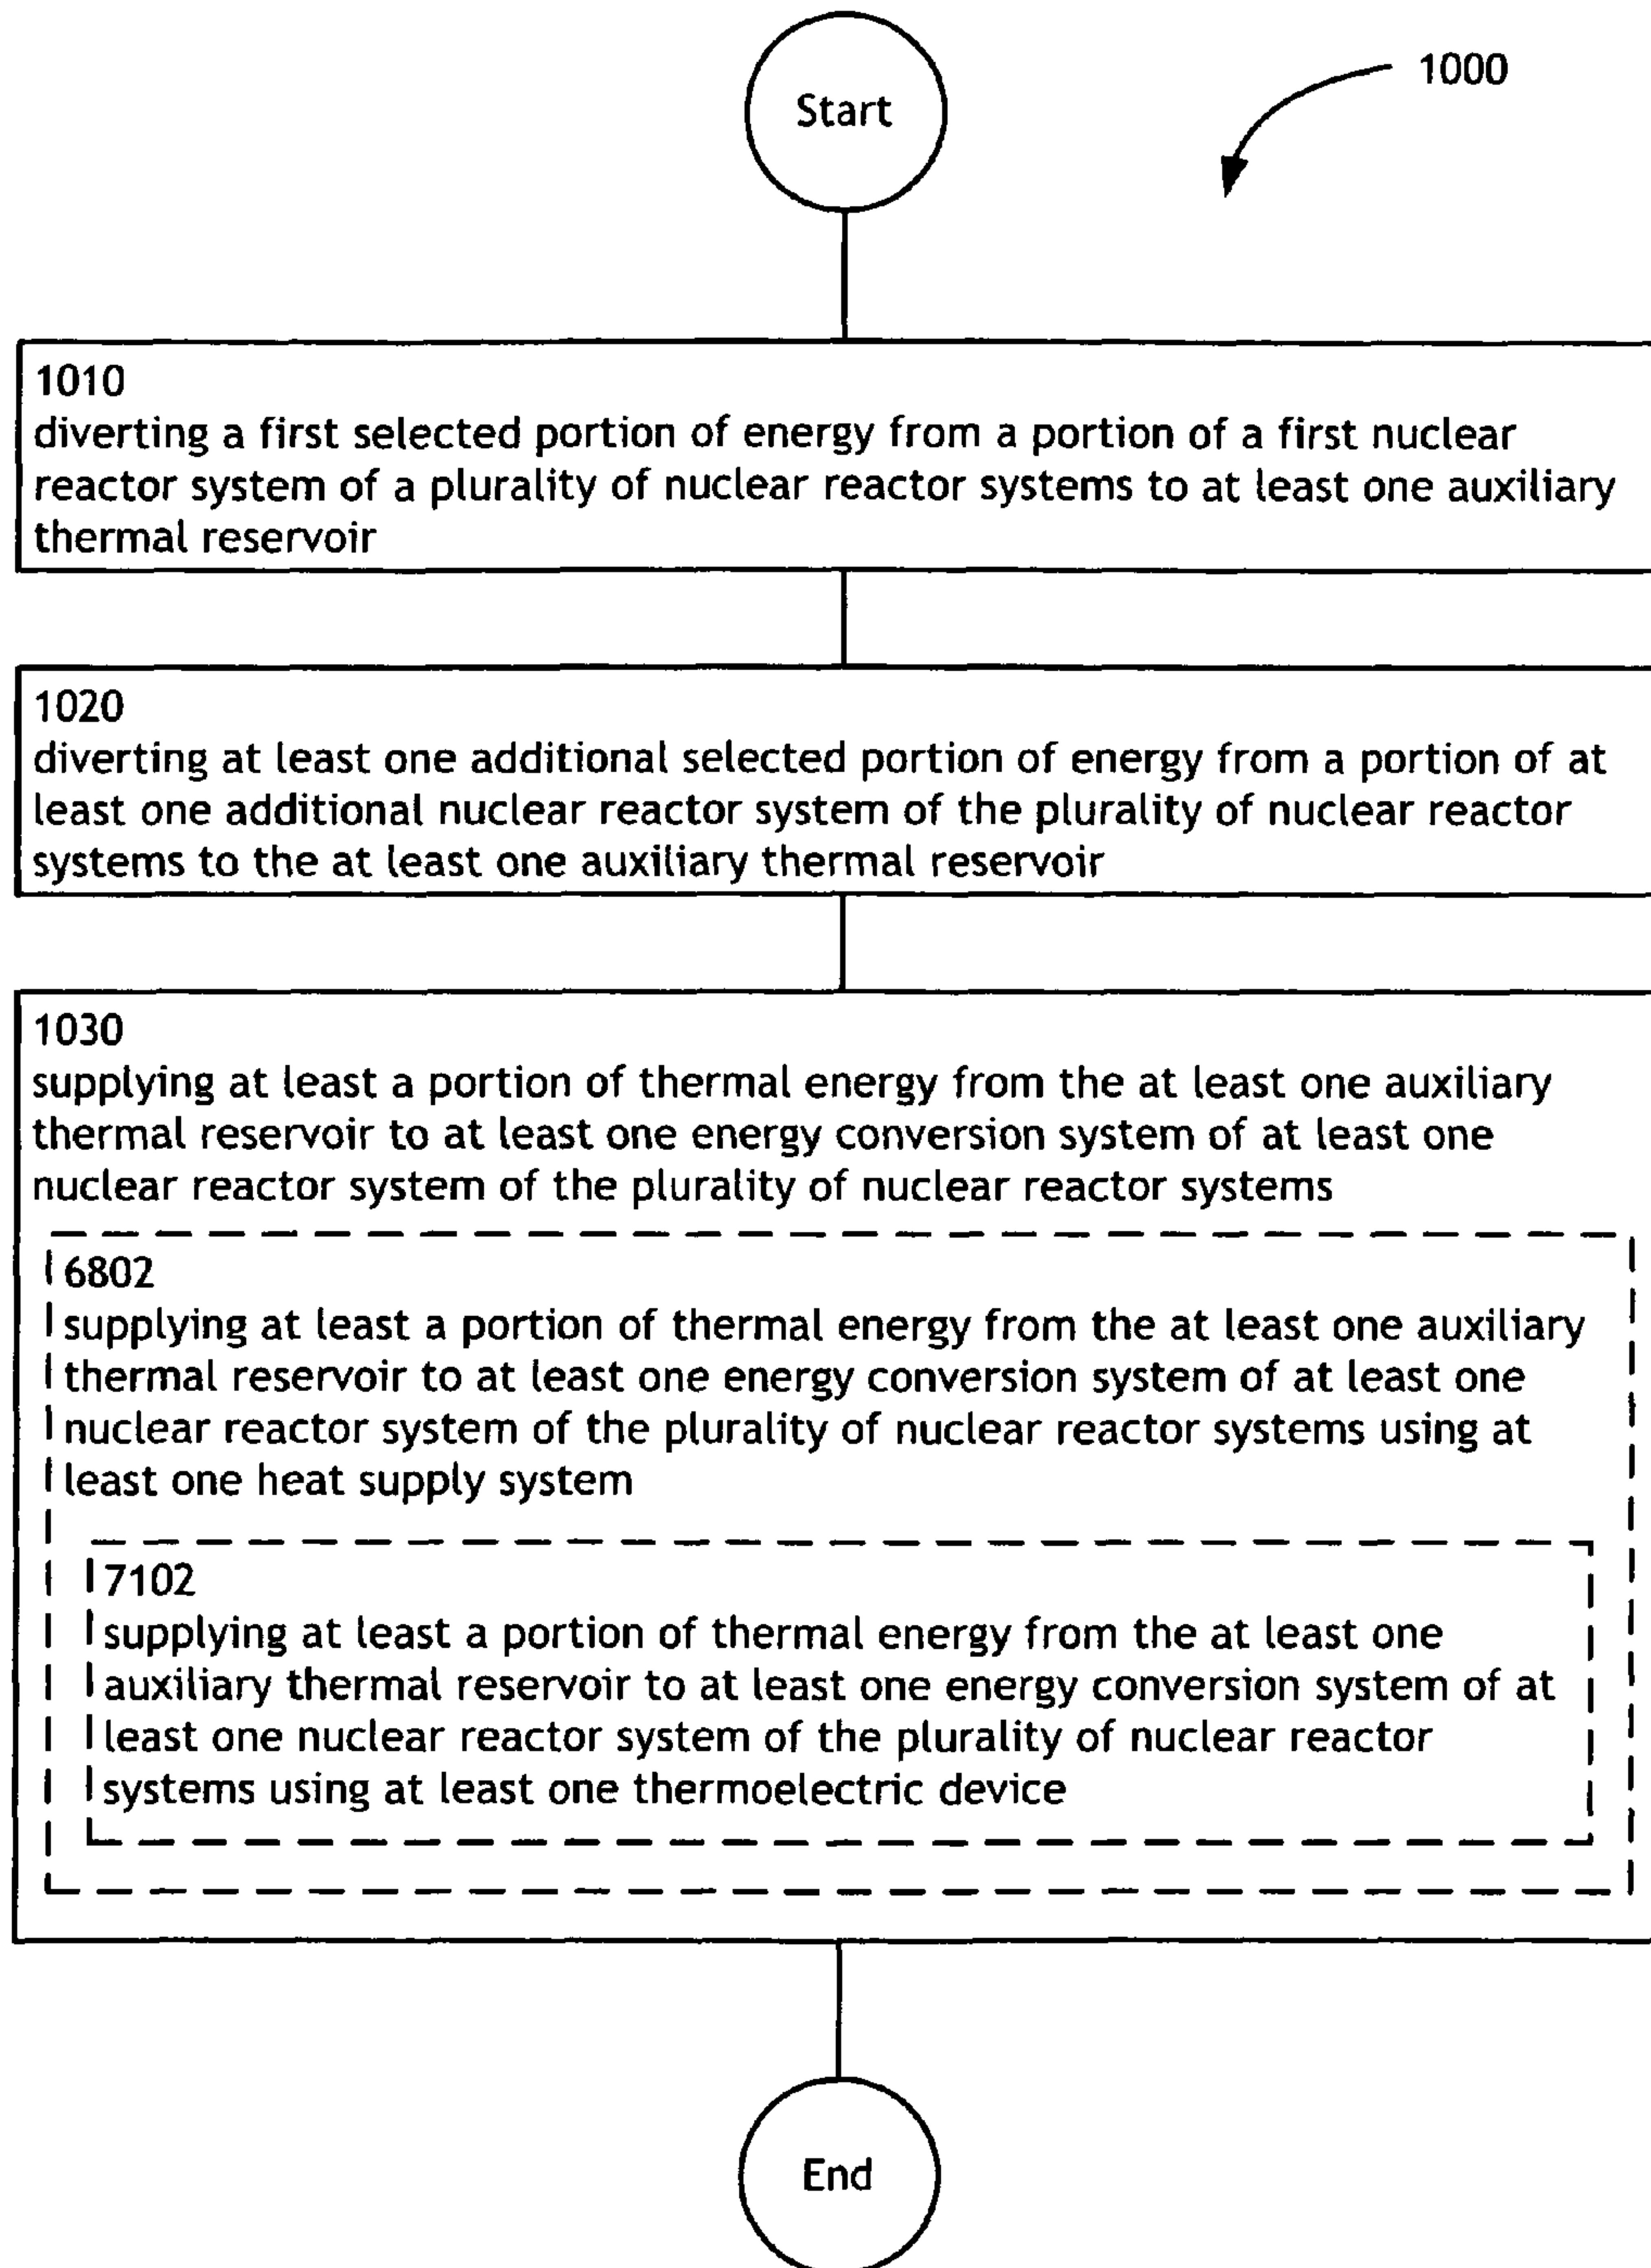 Start
1000
1010
diverting a first selected portion of energy from a portion of a first nuclear
reactor system of a plurality of nuclear reactor systems to at least one auxiliary
thermal reservoir
1020
diverting at least one additional selected portion of energy from a portion of at
least one additional nuclear reactor system of the plurality of nuclear reactor
systems to the at least one auxiliary thermal reservoir
1030
supplying at least a portion of thermal energy from the at least one auxiliary
thermal reservoir to at least one energy conversion system of at least one
nuclear reactor system of the plurality of nuclear reactor systems
6802
supplying at least a portion of thermal energy from the at least one auxiliary
thermal reservoir to at least one energy conversion system of at least one
nuclear reactor system of the plurality of nuclear reactor systems using at
least one heat supply system
7102
supplying at least a portion of thermal energy from the at least one
auxiliary thermal reservoir to at least one energy conversion system of at
least one nuclear reactor system of the plurality of nuclear reactor
systems using at least one thermoelectric device
End